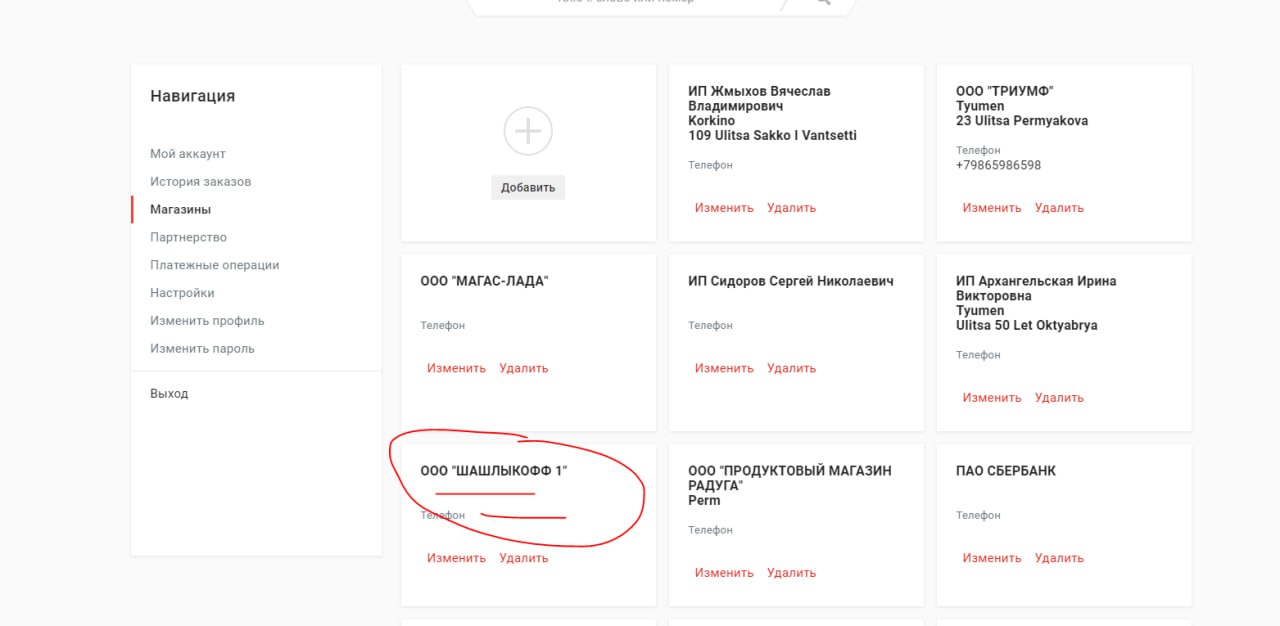 Навигация
Мой аккаунт
История заказов
Магазины
Партнерство
Платежные операции
Настройки
Изменить профиль
Изменить пароль
Выход
Добавить
ИП Жмыхов Вячеслав
Владимирович
Korkino
109 Ulitsa Sakko I Vantsetti
Телефон
Изменить Удалить
ООО "ТРИУМФ"
Tyumen
23 Ulitsa Permyakova
Телефон
+79865986598
Изменить Удалить
ООО "МАГАС-ЛАДА"
Телефон
Изменить Удалить
ИП Сидоров Сергей Николаевич
Телефон
Изменить Удалить
ИП Архангельская Ирина
Викторовна
Tyumen
Ulitsa 50 Let Oktyabrya
Телефон
Изменить Удалить
ООО "ШАШЛЫКОФФ 1"
Телефон
Изменить Удалить
ООО "ПРОДУКТОВЫЙ МАГАЗИН
РАДУГА"
Perm
Телефон
Изменить Удалить
ПАО СБЕРБАНК
Телефон
Изменить Удалить